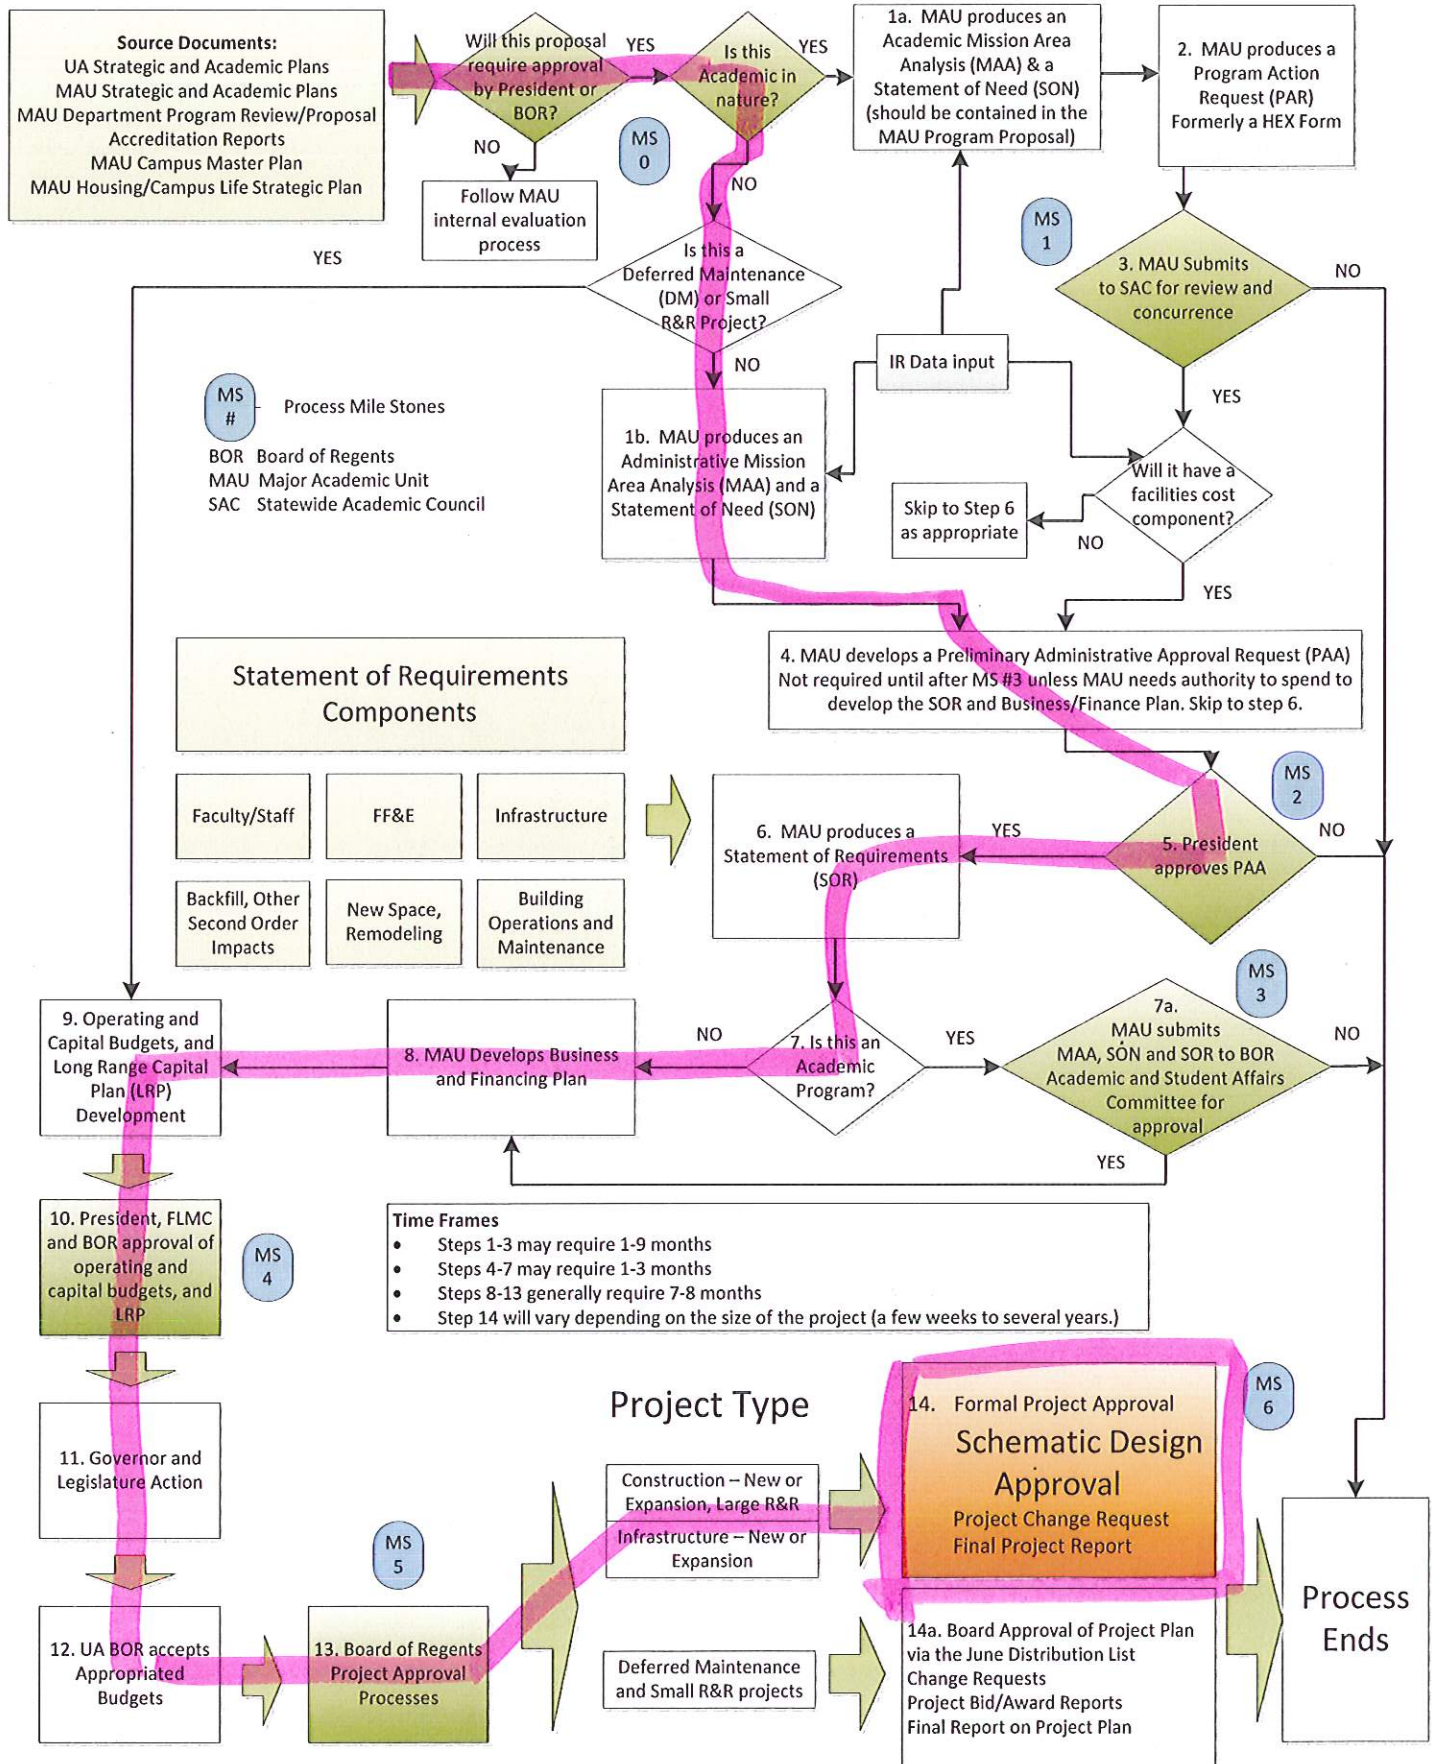 Source Documents:
UA Strategic and Academic Plans
MAU Strategic and Academic Plans
MAU Department Program Review/Proposal
Accreditation Reports
MAU Campus Master Plan
MAU Housing/Campus Life Strategic Plan
Will this proposal
require approval
by President or
BOR?
YES
NO
Follow MAU
internal evaluation
process
MS
0
Is this
Academic in
nature?
YES
NO
1a. MAU produces an
Academic Mission Area
Analysis (MAA) & a
Statement of Need (SON)
(should be contained in the
MAU Program Proposal)
2. MAU produces a
Program Action
Request (PAR)
Formerly a HEX Form
MS
1
3. MAU Submits
to SAC for review and
concurrence
NO
YES
YES
Is this a
Deferred Maintenance
(DM) or Small
R&R Project?
NO
IR Data input
MS
#
Process Mile Stones
BOR Board of Regents
MAU Major Academic Unit
SAC Statewide Academic Council
1b. MAU produces an
Administrative Mission
Area Analysis (MAA) and a
Statement of Need (SON)
Will it have a
facilities cost
component?
Skip to Step 6
as appropriate
NO
YES
4. MAU develops a Preliminary Administrative Approval Request (PAA)
Not required until after MS #3 unless MAU needs authority to spend to
develop the SOR and Business/Finance Plan. Skip to step 6.
Statement of Requirements
Components
Faculty/Staff
FF&E
Infrastructure
Backfill, Other
Second Order
Impacts
New Space,
Remodeling
Building
Operations and
Maintenance
MS
2
5. President
approves PAA
YES
NO
6. MAU produces a
Statement of Requirements
(SOR)
MS
3
7. Is this an
Academic
Program?
NO
YES
7a.
MAU submits
MAA, SON and SOR to BOR
Academic and Student Affairs
Committee for
approval
NO
YES
8. MAU Develops Business
and Financing Plan
9. Operating and
Capital Budgets, and
Long Range Capital
Plan (LRP)
Development
10. President, FLMC
and BOR approval of
operating and
capital budgets, and
LRP
MS
4
Time Frames
• Steps 1-3 may require 1-9 months
• Steps 4-7 may require 1-3 months
• Steps 8-13 generally require 7-8 months
• Step 14 will vary depending on the size of the project (a few weeks to several years.)
11. Governor and
Legislature Action
12. UA BOR accepts
Appropriated
Budgets
MS
5
13. Board of Regents
Project Approval
Processes
Project Type
Construction – New or
Expansion, Large R&R
Infrastructure – New or
Expansion
Deferred Maintenance
and Small R&R projects
MS
6
14. Formal Project Approval
Schematic Design
Approval
Project Change Request
Final Project Report
14a. Board Approval of Project Plan
via the June Distribution List
Change Requests
Project Bid/Award Reports
Final Report on Project Plan
Process
Ends